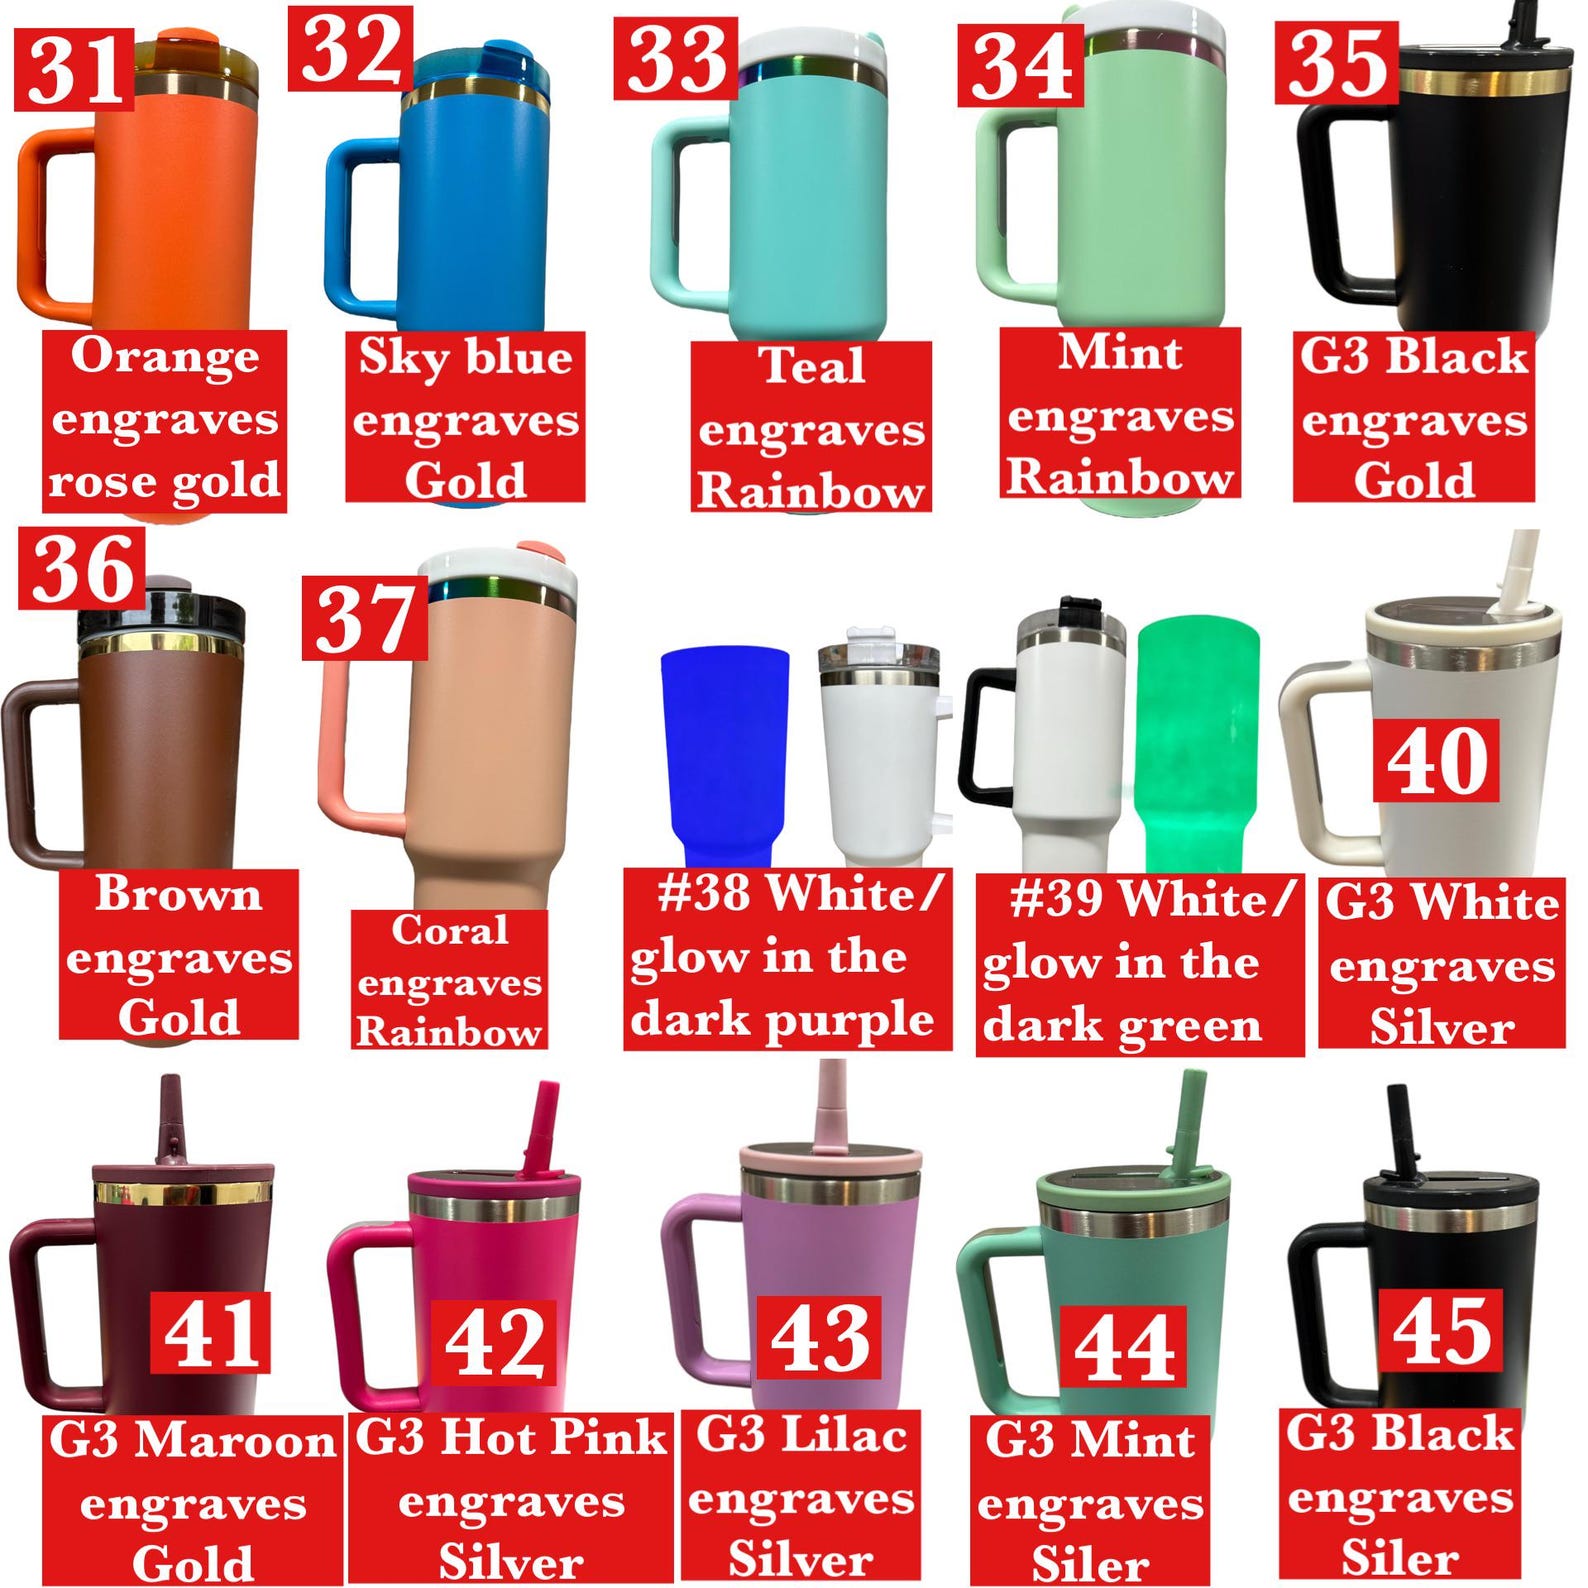 31
Orange
engraves
rose gold
32
Sky blue
engraves
Gold
33
Teal
engraves
Rainbow
34
Mint
engraves
Rainbow
35
G3 Black
engraves
Gold
36
Brown
engraves
Gold
37
Coral
engraves
Rainbow
#38 White/
glow in the
dark purple
#39 White/
glow in the
dark green
40
G3 White
engraves
Silver
41
G3 Maroon
engraves
Gold
42
G3 Hot Pink
engraves
Silver
43
G3 Lilac
engraves
Silver
44
G3 Mint
engraves
Siler
45
G3 Black
engraves
Siler